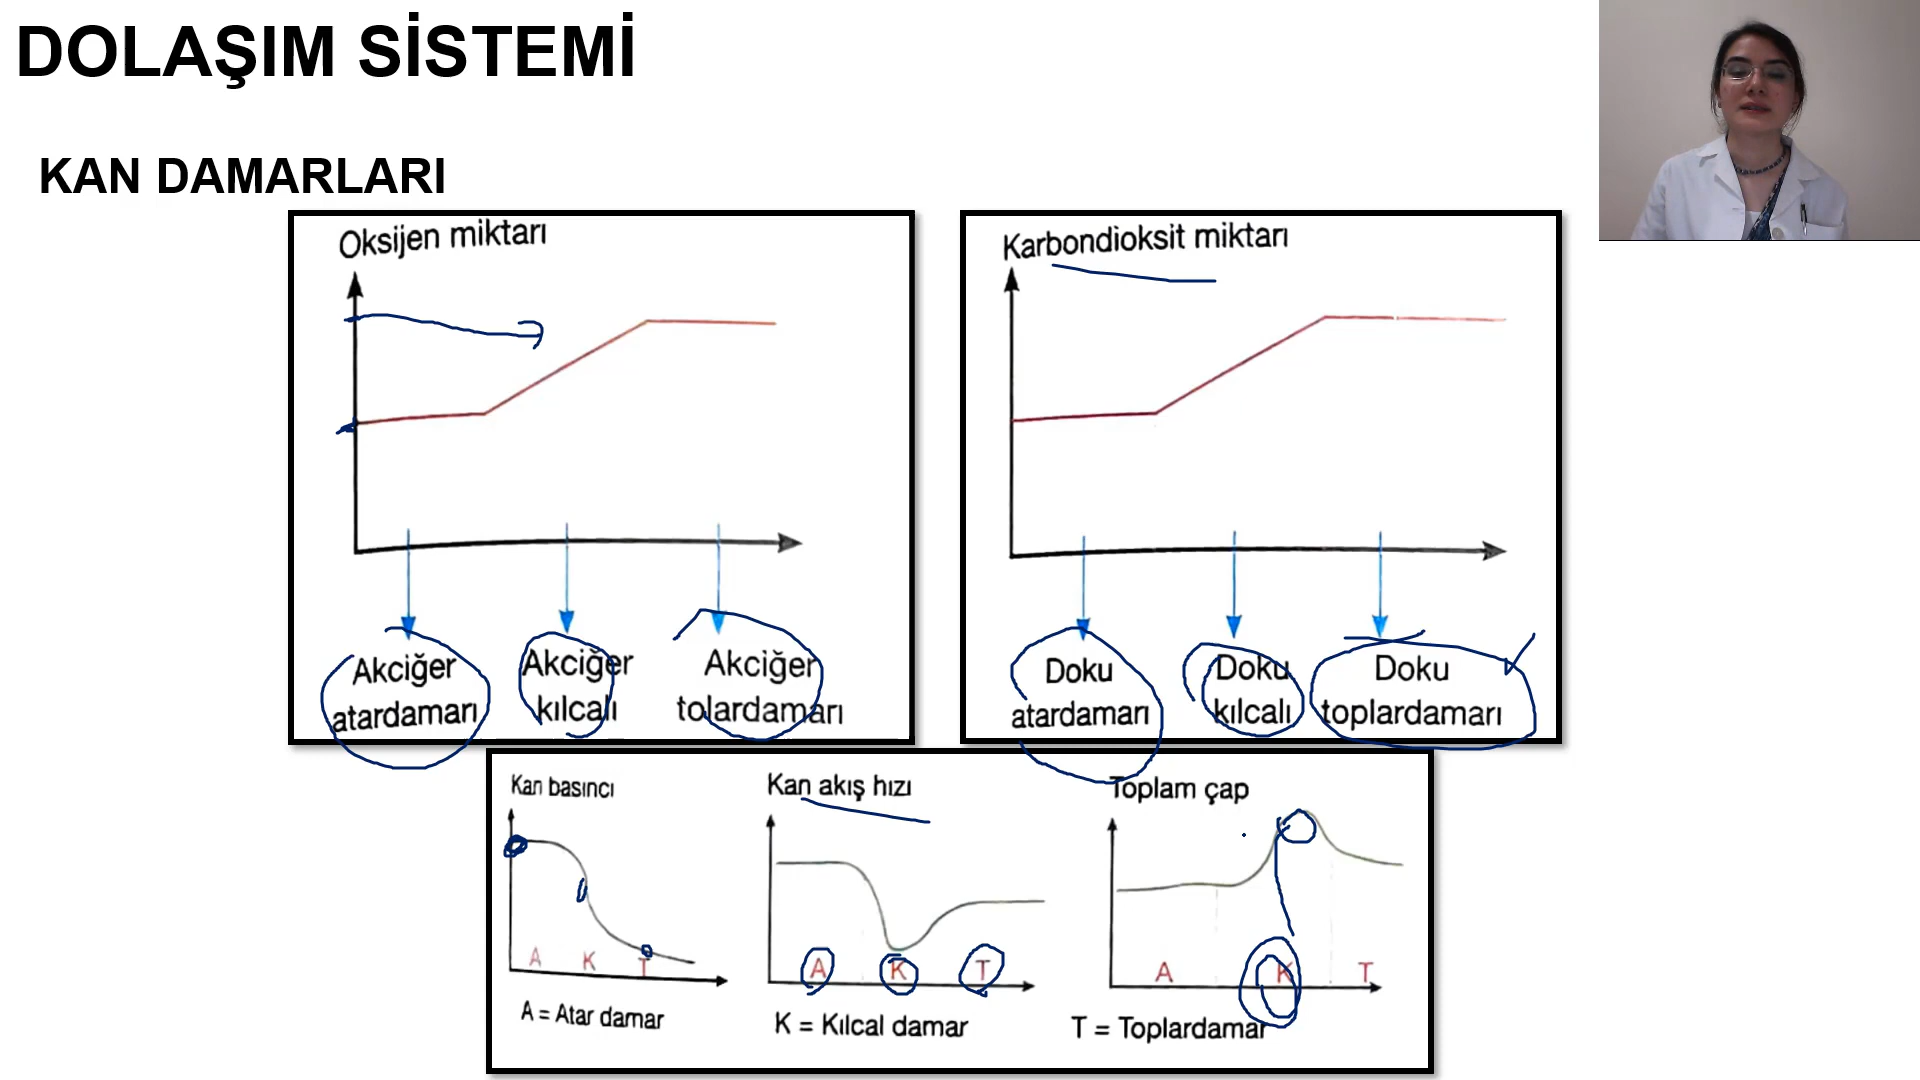 DOLAŞIM SİSTEMİ
KAN DAMARLARI
Oksijen miktarı
Akciğer
atardamarı
Akciğer
kılcalı
Akciğer
tolardamarı
Karbondioksit miktarı
Doku
atardamarı
Doku
kılcalı
Doku
toplardamarı
Kan basıncı
A K T
A = Atar damar
Kan akış hızı
A K T
K = Kılcal damar
Toplam çap
A K T
T = Toplardamar